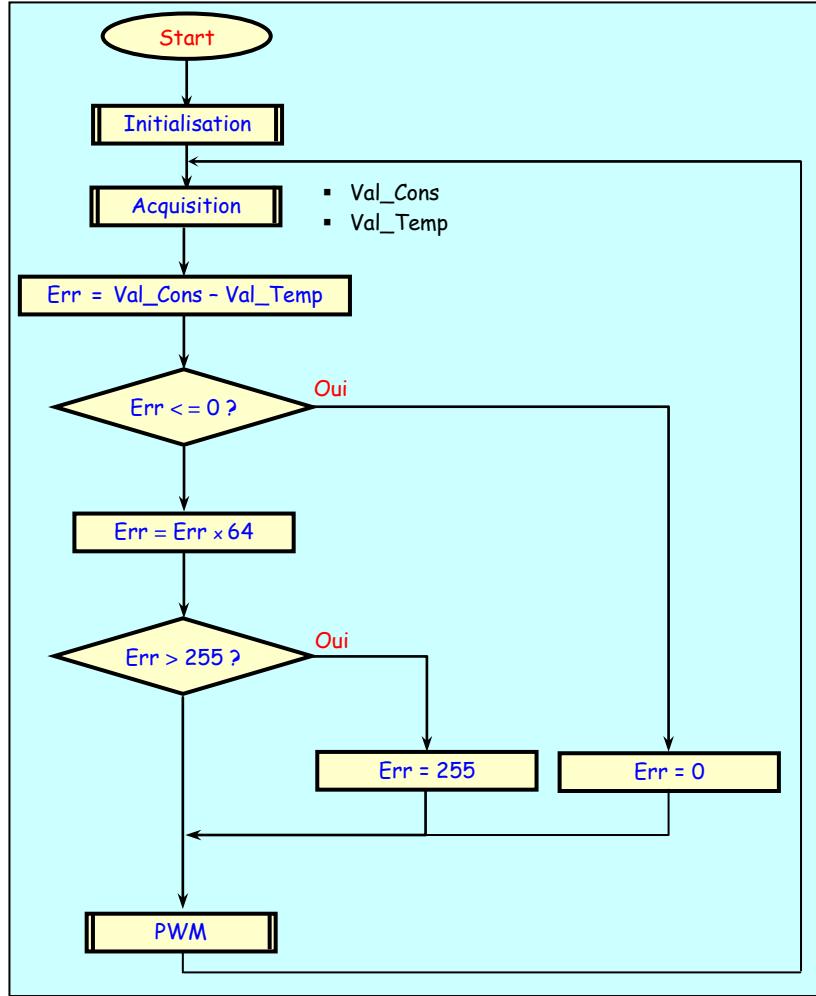 Start
Initialisation
Acquisition
▪ Val_Cons
▪ Val_Temp
Err = Val_Cons – Val_Temp
Err < = 0 ?
Oui
Err = Err × 64
Err > 255 ?
Oui
Err = 255
Err = 0
PWM